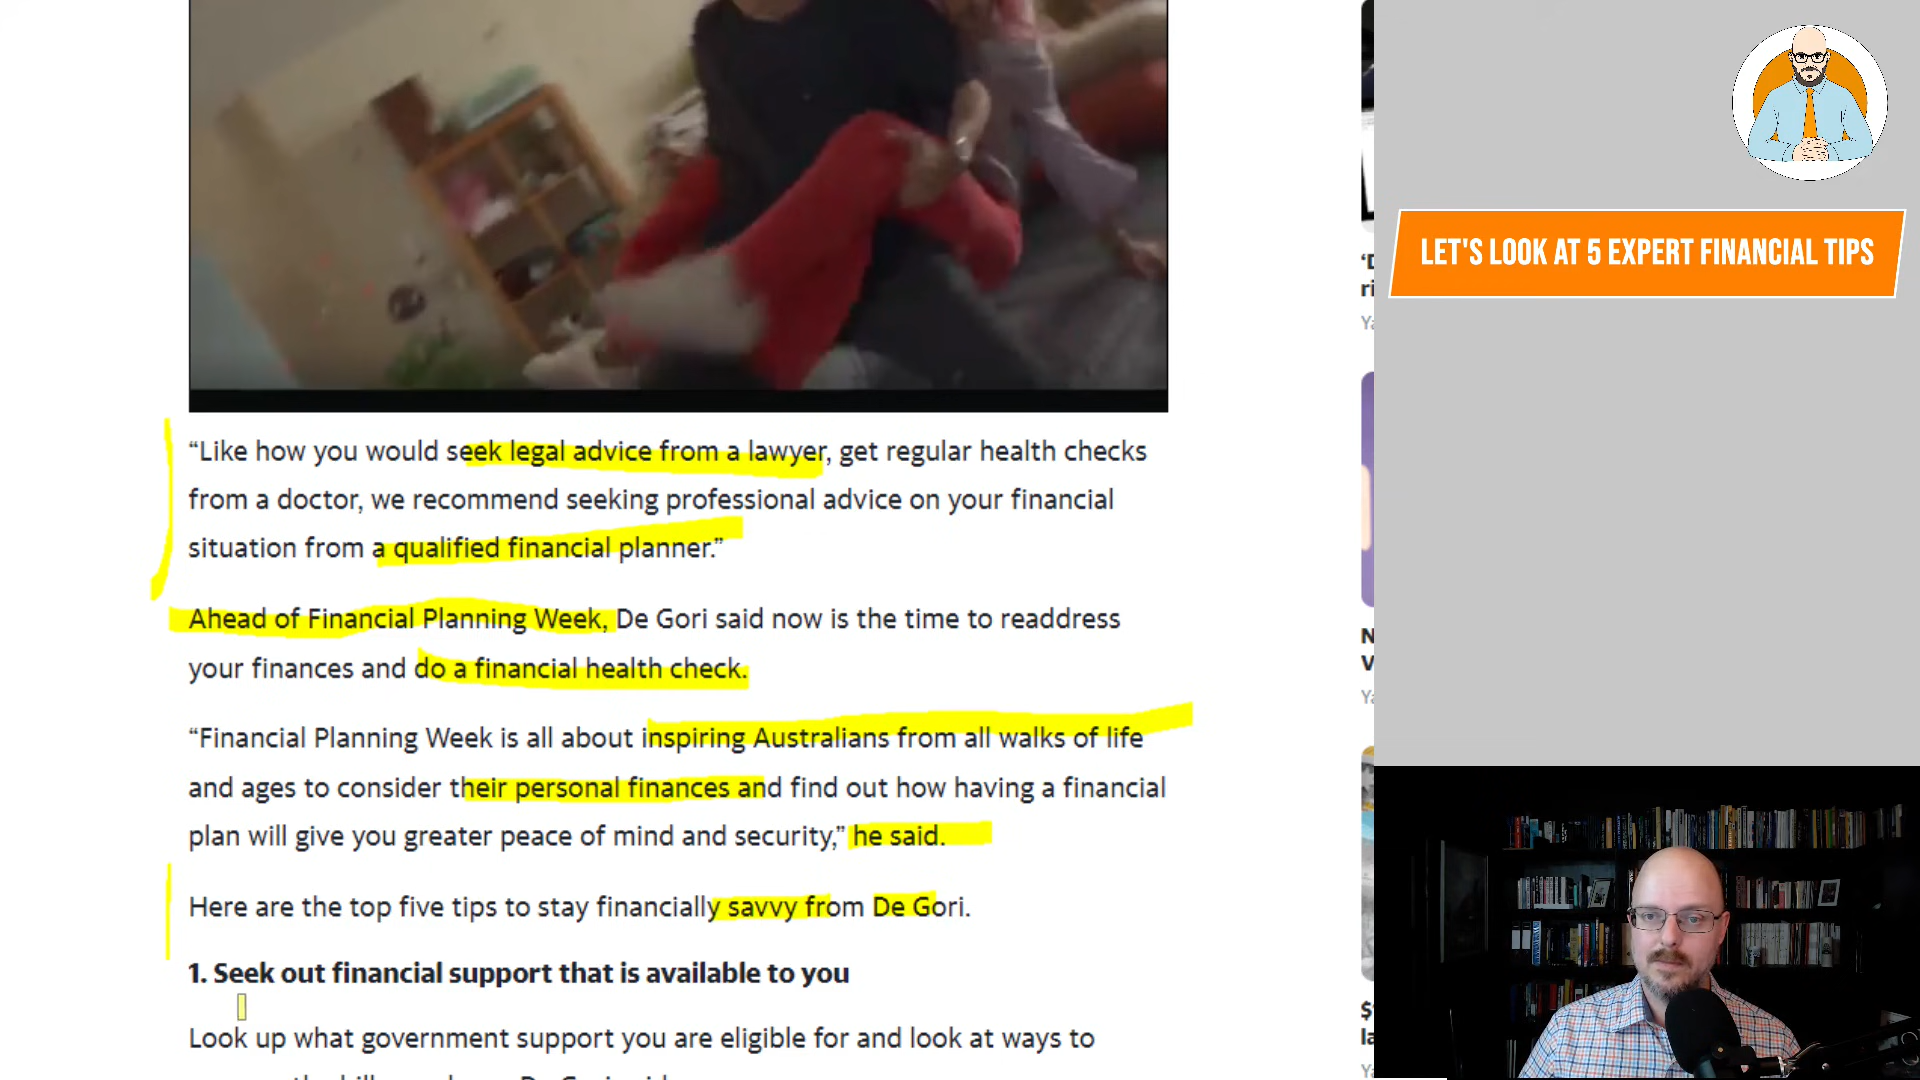 LET'S LOOK AT 5 EXPERT FINANCIAL TIPS
“Like how you would seek legal advice from a lawyer, get regular health checks
from a doctor, we recommend seeking professional advice on your financial
situation from a qualified financial planner.”
Ahead of Financial Planning Week, De Gori said now is the time to readdress
your finances and do a financial health check.
“Financial Planning Week is all about inspiring Australians from all walks of life
and ages to consider their personal finances and find out how having a financial
plan will give you greater peace of mind and security,” he said.
Here are the top five tips to stay financially savvy from De Gori.
1. Seek out financial support that is available to you
Look up what government support you are eligible for and look at ways to